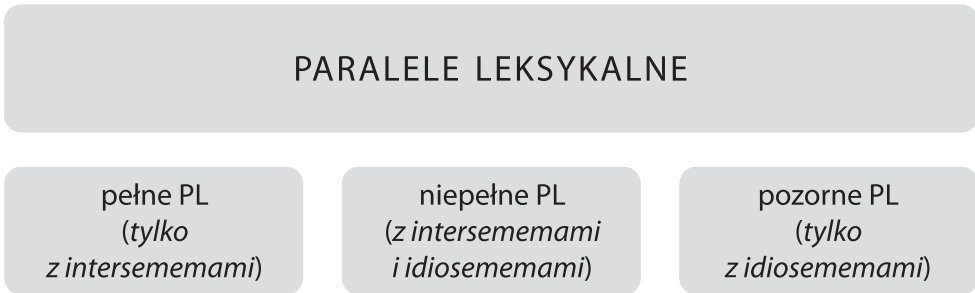 PARALELE LEKSYKALNE
pełne PL
(tylko
z intersememami)
niepełne PL
(z intersememami
i idiosememami)
pozorne PL
(tylko
z idiosememami)